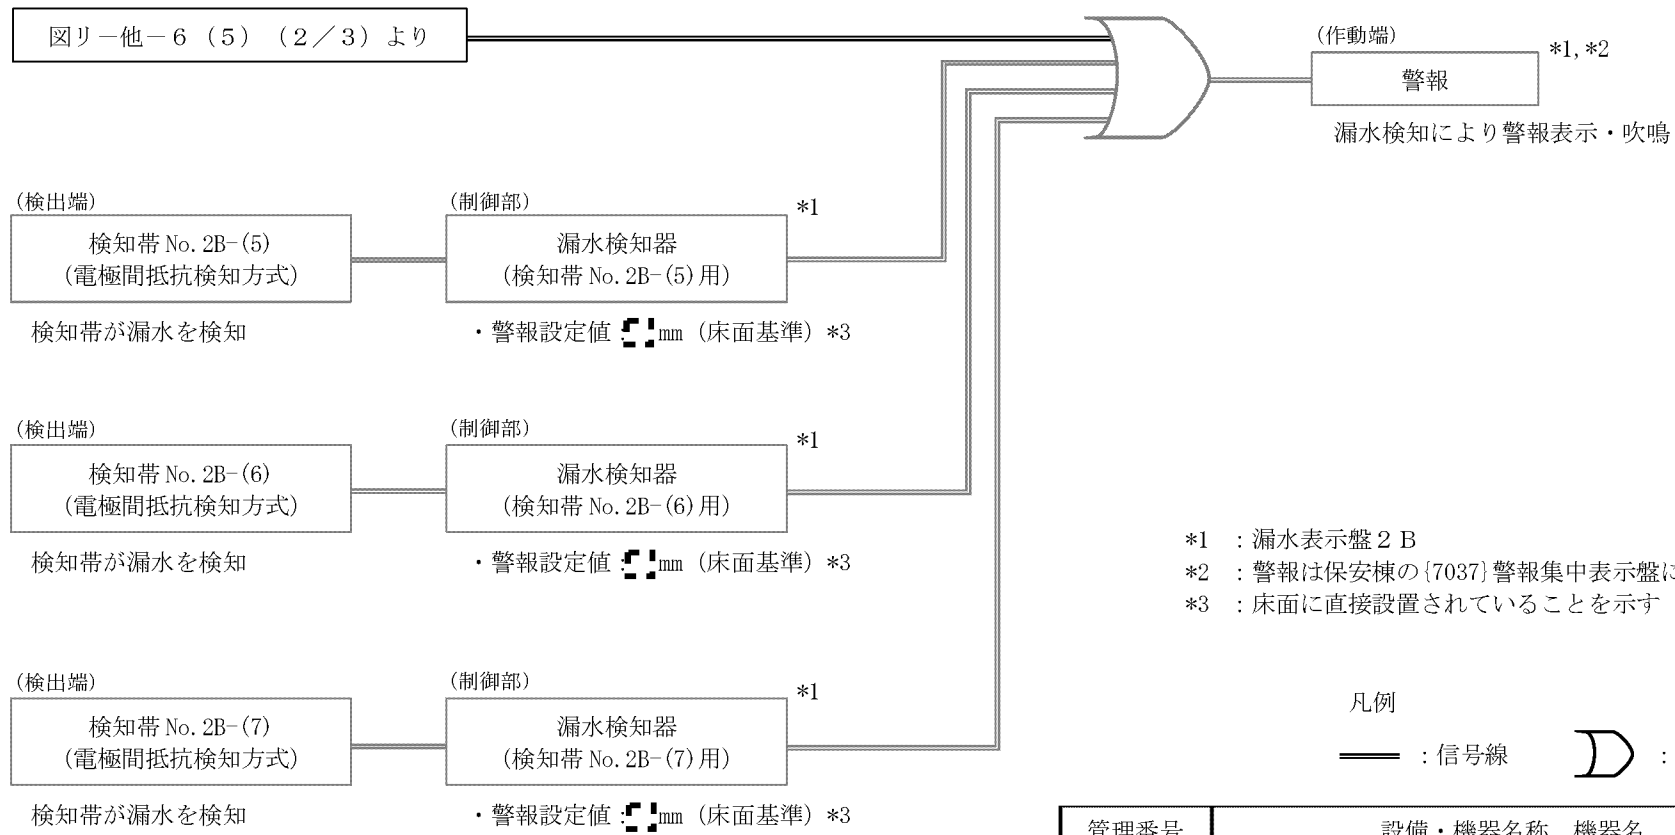 図リ－他－６（５）（２／３）より
(作動端)
*1, *2
警報
漏水検知により警報表示・吹鳴
(検出端)
検知帯 No. 2B-(5)
(電極間抵抗検知方式)
検知帯が漏水を検知
(制御部)
*1
漏水検知器
(検知帯 No. 2B-(5)用)
・警報設定値： mm（床面基準）*3
(検出端)
検知帯 No. 2B-(6)
(電極間抵抗検知方式)
検知帯が漏水を検知
(制御部)
*1
漏水検知器
(検知帯 No. 2B-(6)用)
・警報設定値： mm（床面基準）*3
(検出端)
検知帯 No. 2B-(7)
(電極間抵抗検知方式)
検知帯が漏水を検知
(制御部)
*1
漏水検知器
(検知帯 No. 2B-(7)用)
・警報設定値： mm（床面基準）*3
*1 ：漏水表示盤２Ｂ
*2 ：警報は保安棟の{7037}警報集中表示盤に
*3 ：床面に直接設置されていることを示す
凡例
：信号線
：
管理番号
設備・機器名称 機器名